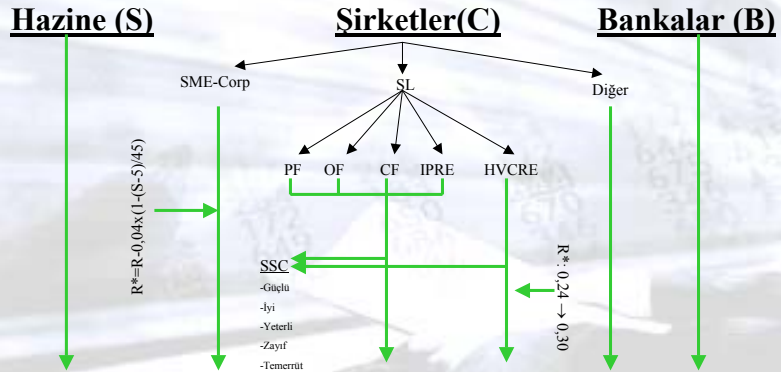 Hazine (S)
Şirketler(C)
Bankalar (B)
SME-Corp
SL
Diğer
PF
OF
CF
IPRE
HVCRE
R*=R-0,04x(1-(S-5)/45)
SSC
-Güçlü
-İyi
-Yeterli
-Zayıf
-Temerrüt
R*: 0,24 → 0,30